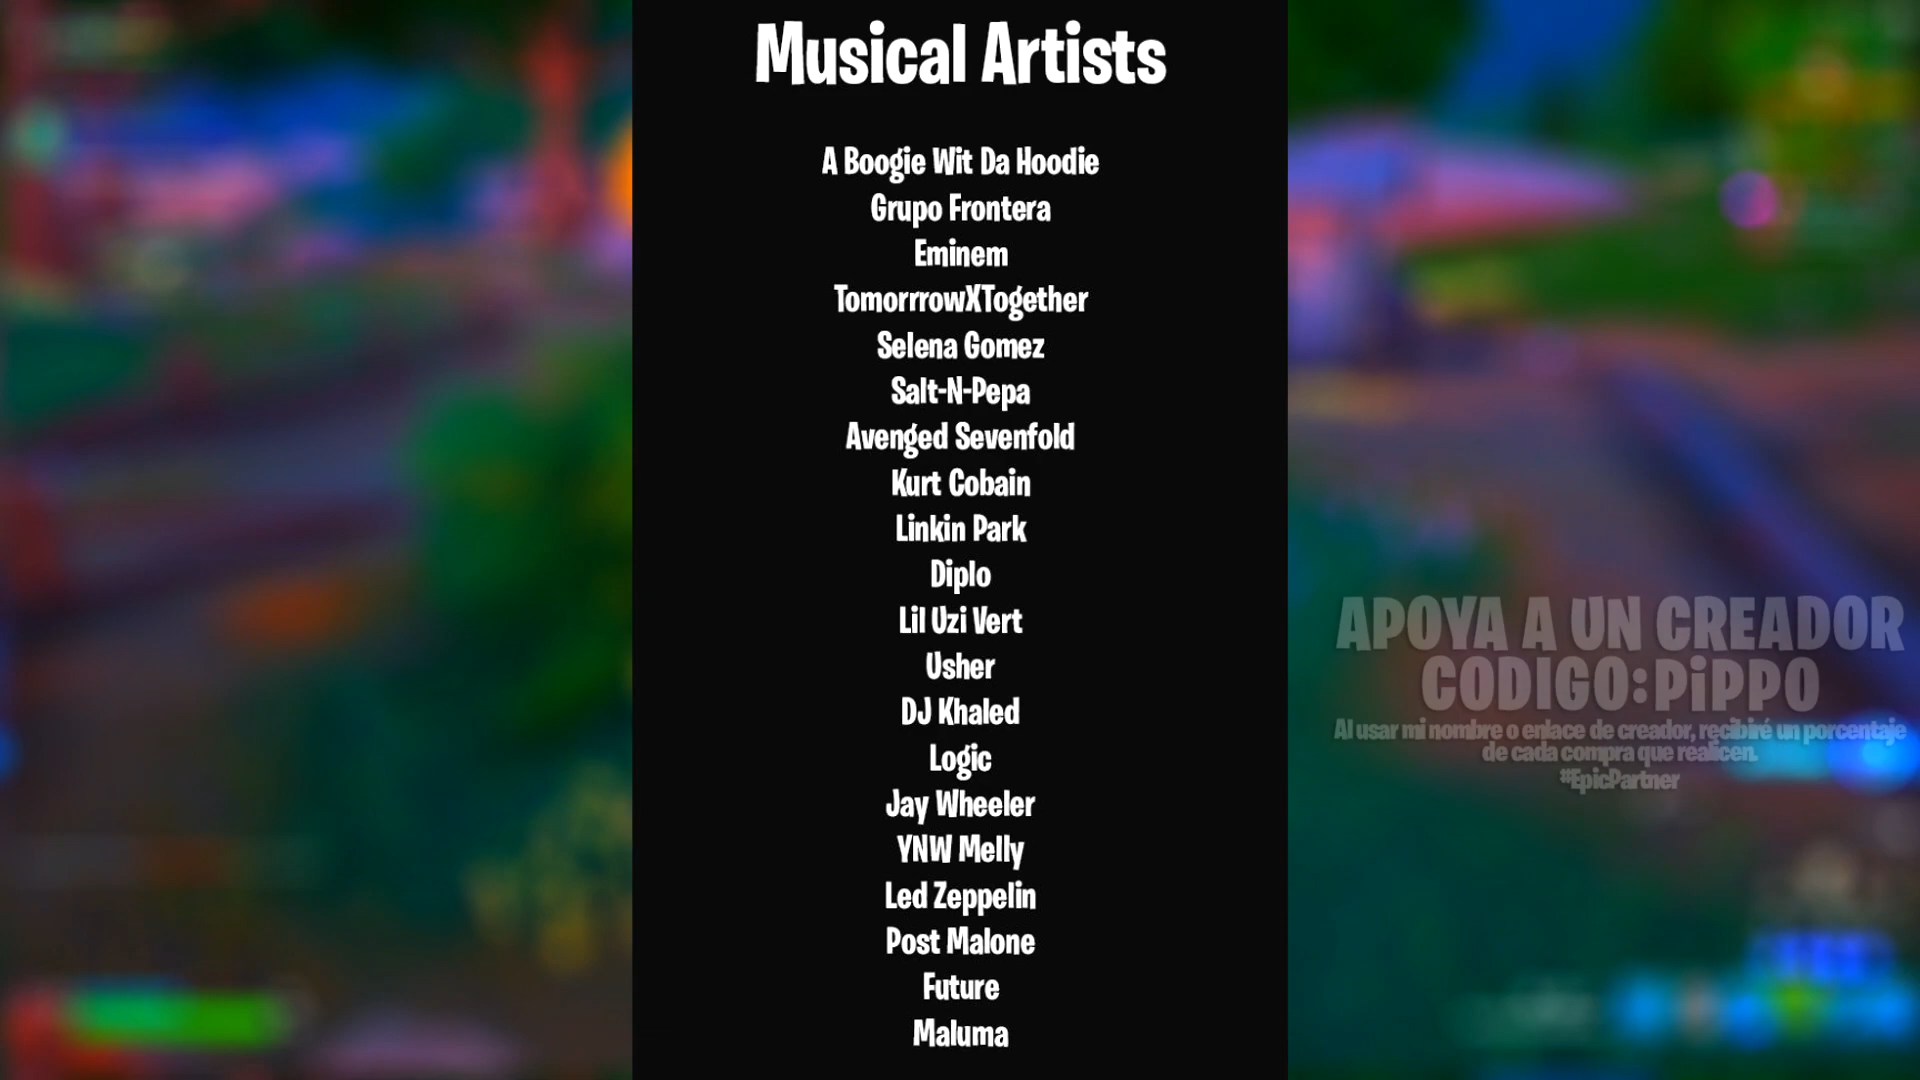 Musical Artists
A Boogie Wit Da Hoodie
Grupo Frontera
Eminem
TomorrrowXTogether
Selena Gomez
Salt-N-Pepa
Avenged Sevenfold
Kurt Cobain
Linkin Park
Diplo
Lil Uzi Vert
Usher
DJ Khaled
Logic
Jay Wheeler
YNW Melly
Led Zeppelin
Post Malone
Future
Maluma
APOYA A UN CREADOR
CODIGO:PiPPO
Al usar mi nombre o enlace de creador, recibiré un porcentaje
de cada compra que realicen.
#EpicPartner